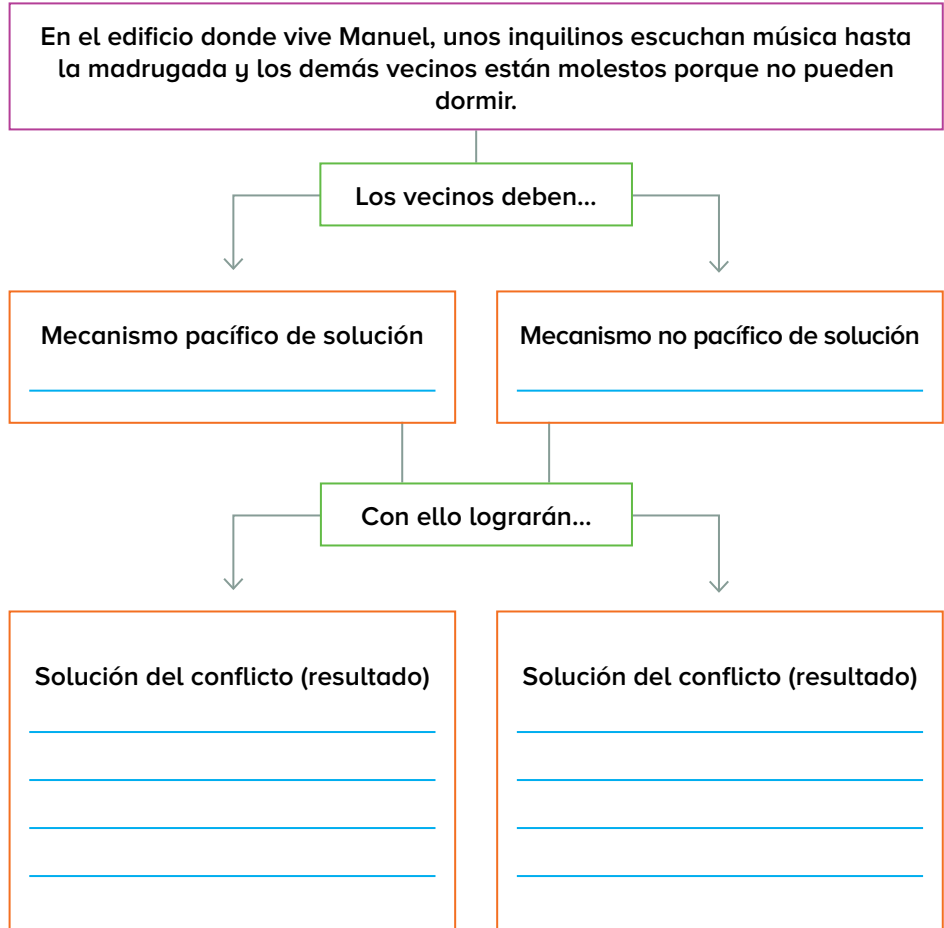 En el edificio donde vive Manuel, unos inquilinos escuchan música hasta
la madrugada y los demás vecinos están molestos porque no pueden
dormir.
Los vecinos deben...
Mecanismo pacífico de solución
Mecanismo no pacífico de solución
Con ello lograrán...
Solución del conflicto (resultado)
Solución del conflicto (resultado)